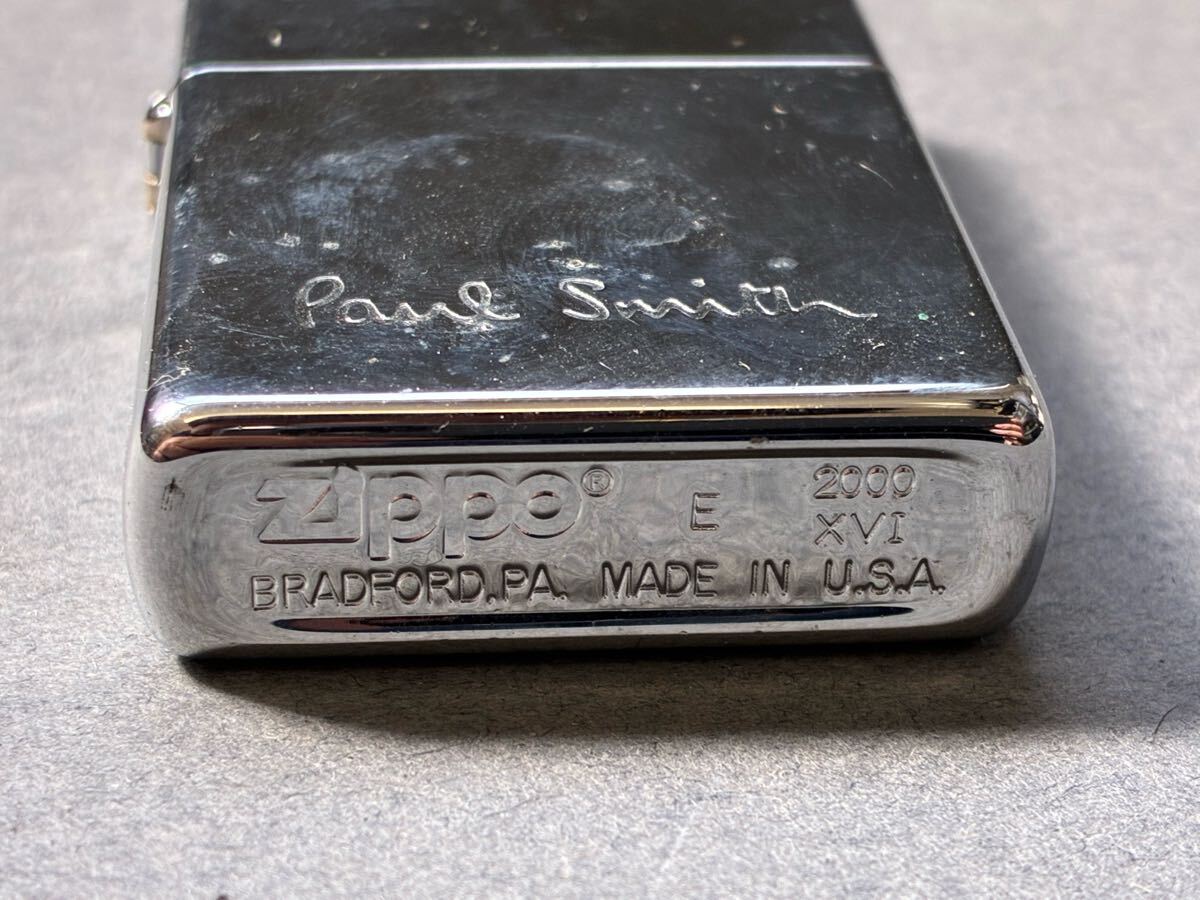 Paul Smith
Zippo® E 2000
XVI
BRADFORD,PA. MADE IN U.S.A.